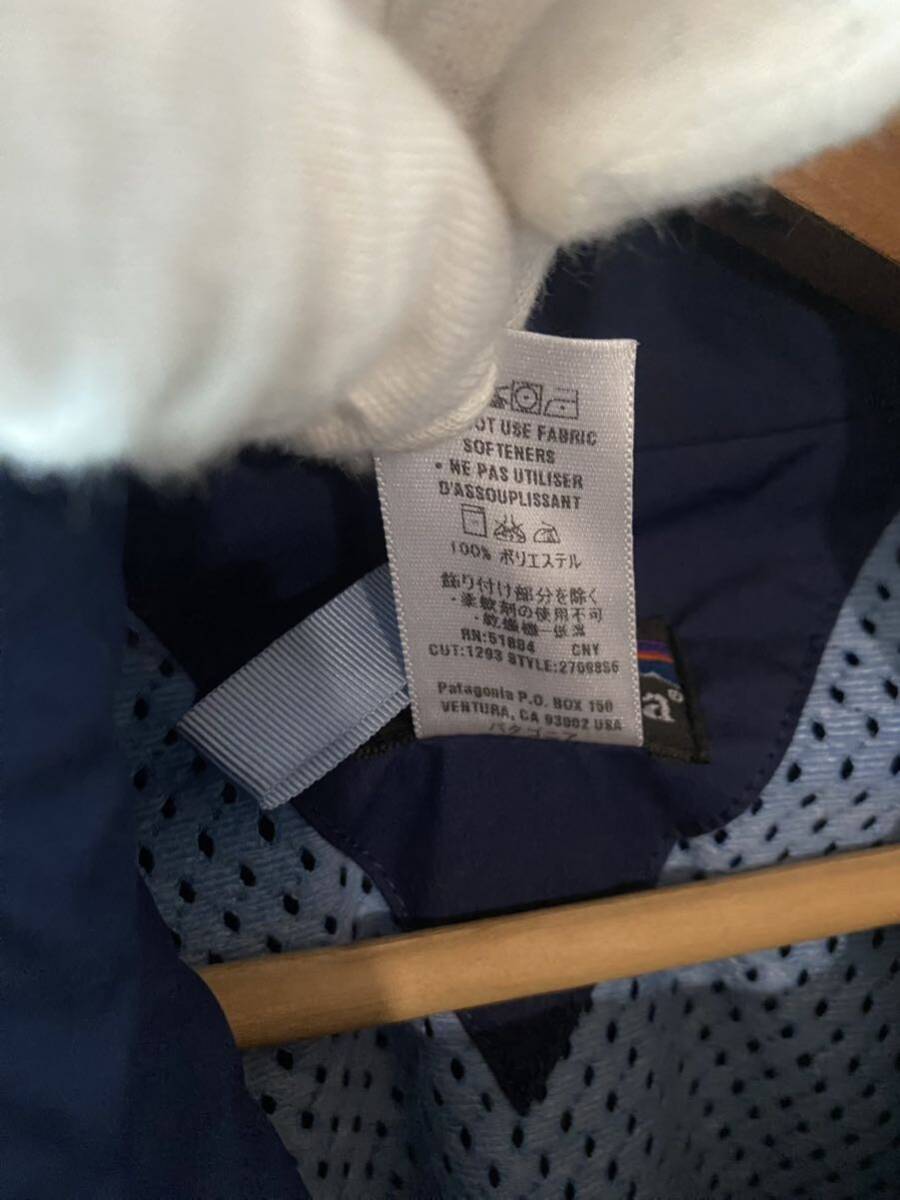 OT USE FABRIC
SOFTENERS
• NE PAS UTILISER
D'ASSOUPLISSANT
100% ポリエステル
飾り付け部分を除く
・柔軟剤の使用不可
・乾燥機–低温
RN:51884 CNY
CUT:1293 STYLE:2709856
Patagonia P.O. BOX 150
VENTURA, CA 93002 USA
パタゴニア
a®